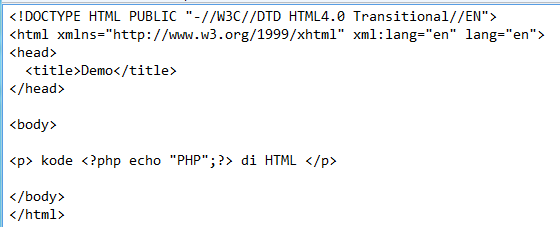 <!DOCTYPE HTML PUBLIC "-//W3C//DTD HTML4.0 Transitional//EN">
<html xmlns="http://www.w3.org/1999/xhtml" xml:lang="en" lang="en">
<head>
  <title>Demo</title>
</head>

<body>

<p> kode <?php echo "PHP";?> di HTML </p>

</body>
</html>